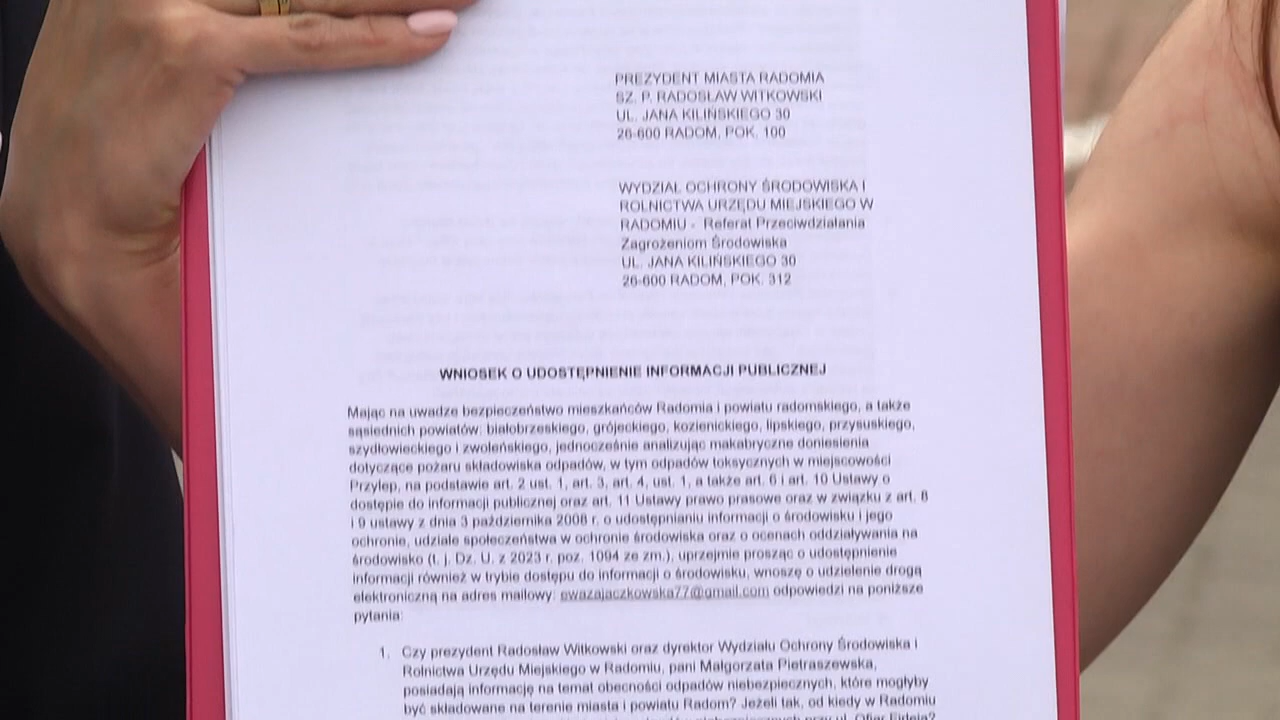 PREZYDENT MIASTA RADOMIA
SZ. P. RADOSŁAW WITKOWSKI
UL. JANA KILIŃSKIEGO 30
26-600 RADOM, POK. 100
WYDZIAŁ OCHRONY ŚRODOWISKA I
ROLNICTWA URZĘDU MIEJSKIEGO W
RADOMIU - Referat Przeciwdziałania
Zagrożeniom Środowiska
UL. JANA KILIŃSKIEGO 30
26-600 RADOM, POK. 312
WNIOSEK O UDOSTĘPNIENIE INFORMACJI PUBLICZNEJ
Mając na uwadze bezpieczeństwo mieszkańców Radomia i powiatu radomskiego, a także
sąsiednich powiatów: białobrzeskiego, grójeckiego, kozienickiego, lipskiego, przysuskiego,
szydłowieckiego i zwoleńskiego, jednocześnie analizując makabryczne doniesienia
dotyczące pożaru składowiska odpadów, w tym odpadów toksycznych w miejscowości
Przylep, na podstawie art. 2 ust. 1, art. 3, art. 4, ust. 1, a także art. 6 i art. 10 Ustawy o
dostępie do informacji publicznej oraz art. 11 Ustawy prawo prasowe oraz w związku z art. 8
i 9 ustawy z dnia 3 października 2008 r. o udostępnianiu informacji o środowisku i jego
ochronie, udziale społeczeństwa w ochronie środowiska oraz o ocenach oddziaływania na
środowisko (t. j. Dz. U. z 2023 r. poz. 1094 ze zm.), uprzejmie prosząc o udostępnienie
informacji również w trybie dostępu do informacji o środowisku, wnoszę o udzielenie drogą
elektroniczną na adres mailowy: ewazajaczkowska77@gmail.com odpowiedzi na poniższe
pytania:
1. Czy prezydent Radosław Witkowski oraz dyrektor Wydziału Ochrony Środowiska i
Rolnictwa Urzędu Miejskiego w Radomiu, pani Małgorzata Pietraszewska,
posiadają informację na temat obecności odpadów niebezpiecznych, które mogłyby
być składowane na terenie miasta i powiatu Radom? Jeżeli tak, od kiedy w Radomiu